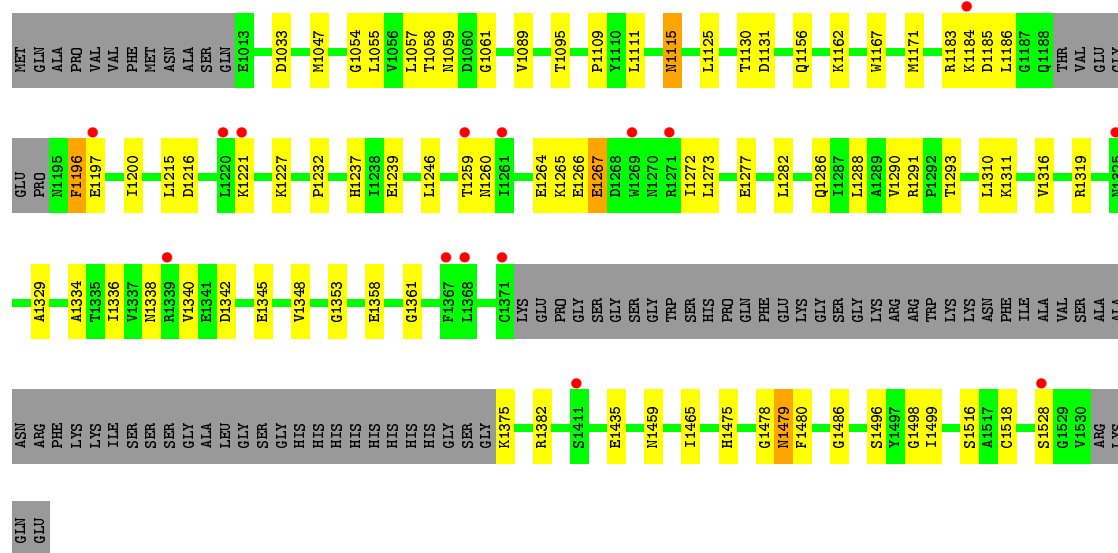 MET GLN ALA PRO VAL VAL PHE MET ASN ALA SER GLN E1013 D1033 M1047 G1054 L1055 V1056 L1057 T1058 N1059 D1060 G1061 V1089 T1095 P1109 Y1110 L1111 N1115 L1125 T1130 D1131 Q1156 K1162 W1167 M1171 R1183 K1184 D1185 L1186 G1187 Q1188 THR VAL GLU GLY
GLU PRO N1195 F1196 E1197 I1200 L1215 D1216 L1220 K1221 K1227 P1232 H1237 I1238 E1239 L1246 T1259 N1260 I1261 E1264 K1265 E1266 E1267 D1268 W1269 N1270 R1271 I1272 L1273 E1277 L1282 Q1286 I1287 L1288 A1289 V1290 R1291 P1292 T1293 L1310 K1311 V1316 R1319 N1325
A1329 A1334 T1335 I1336 V1337 N1338 R1339 V1340 E1341 D1342 E1345 V1348 G1353 E1358 G1361 F1367 L1368 C1371 LYS GLU PRO GLY SER GLY SER GLY TRP SER HIS PRO GLN PHE GLU LYS GLY SER GLY LYS ARG ARG TRP LYS LYS ASN PHE ILE ALA VAL SER ALA ALA
ASN ARG PHE LYS LYS ILE SER SER SER GLY ALA LEU GLY SER GLY HIS HIS HIS HIS HIS HIS HIS HIS GLY SER GLY K1375 R1382 S1411 E1435 N1459 I1465 H1475 G1478 N1479 F1480 G1486 S1496 Y1497 G1498 I1499 S1516 A1517 C1518 S1528 G1529 V1530 ARG LYS
GLN GLU